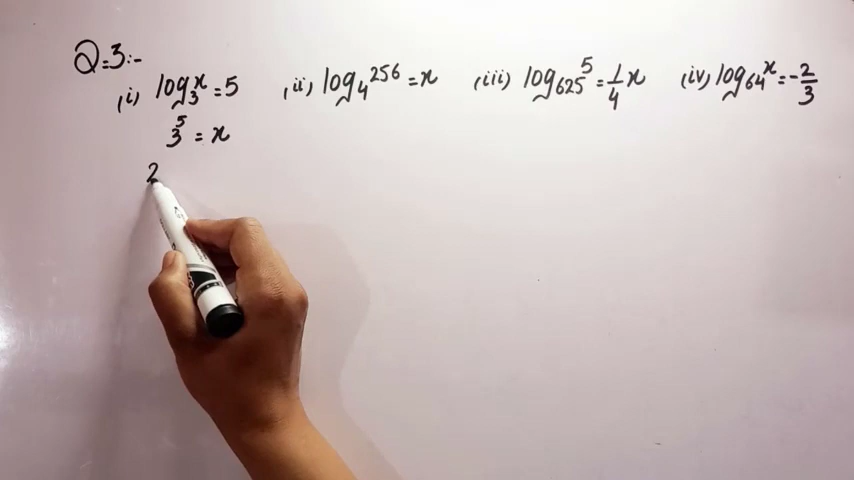 Q=3:-
(i) log₃x = 5 (ii) log₄256 = x (iii) log₆₂₅5 = 1/4 x (iv) log₆₄x = -2/3
3⁵ = x
2